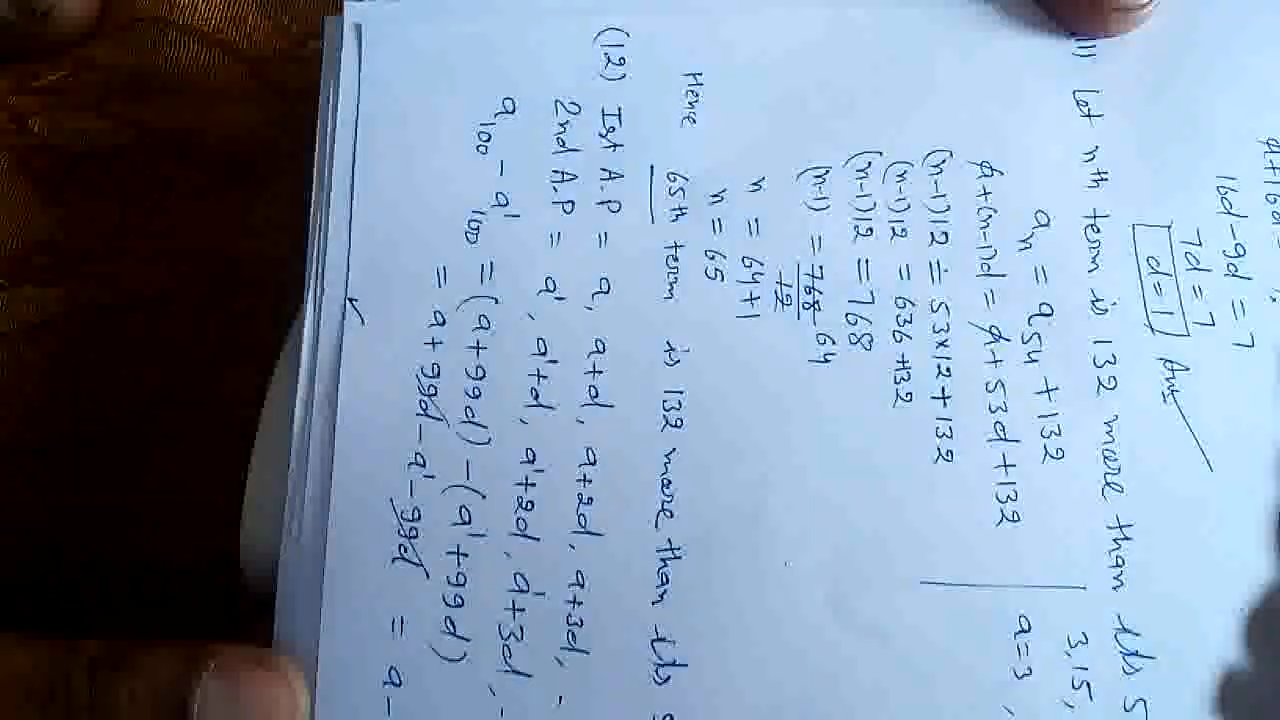 16d - 9d = 7
7d = 7
d = 1 Ans
11) Let nth term is 132 more than its 5
3, 15,
an = a54 + 132
a = 3,
a + (n-1)d = a + 53d + 132
(n-1)12 = 53×12 + 132
(n-1)12 = 636 + 132
(n-1)12 = 768
(n-1) = 768/12 64
n = 64 + 1
n = 65
Hence 65th term is 132 more than its
(12) Ist A.P = a, a+d, a+2d, a+3d, -
2nd A.P = a', a'+d, a'+2d, a'+3d, -
a100 - a'100 = (a + 99d) - (a' + 99d)
= a + 99d - a' - 99d = a -